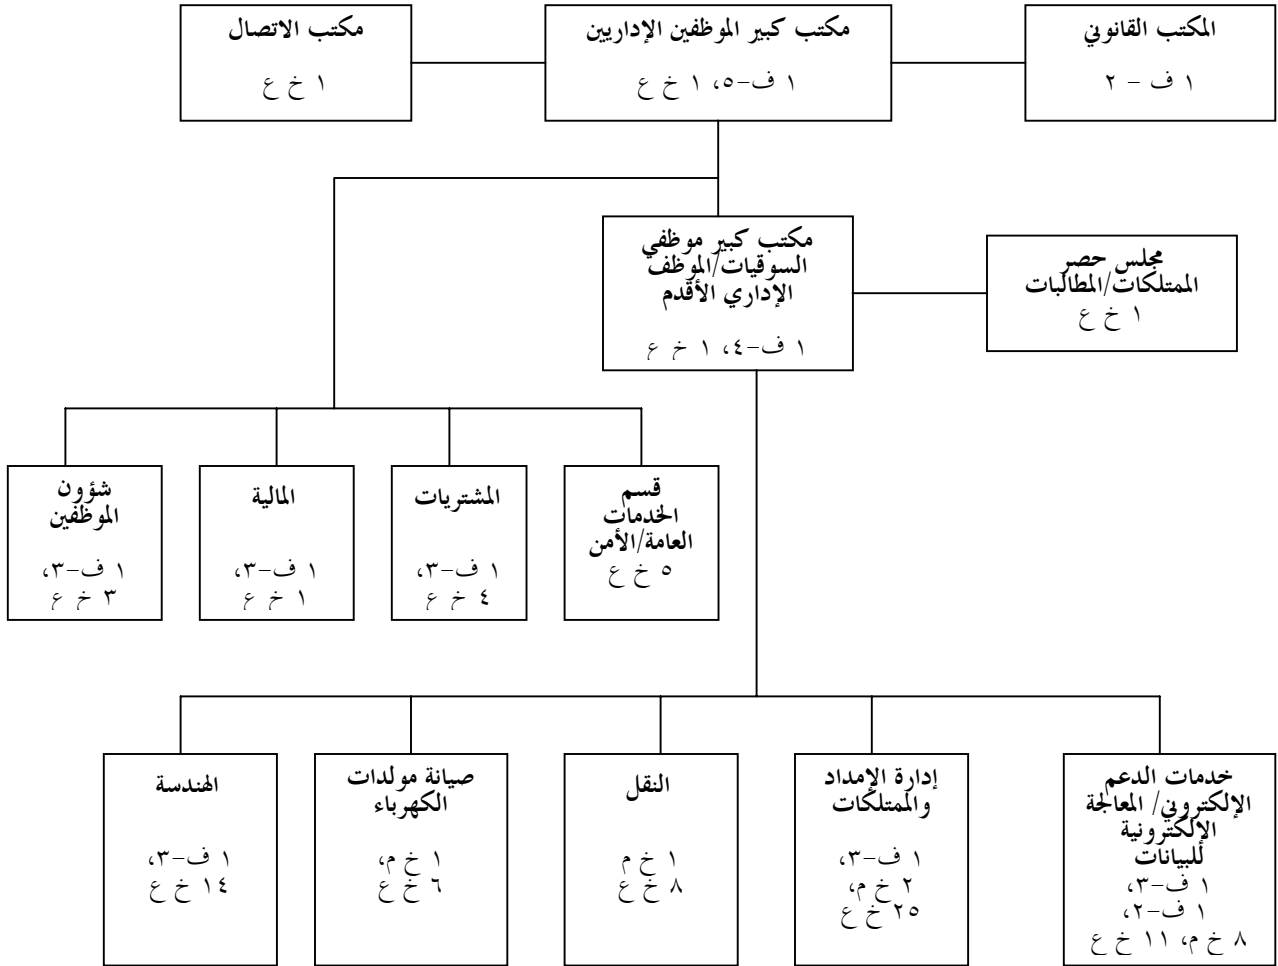 المكتب القانوني
١ ف – ٢
مكتب كبير الموظفين الإداريين
١ ف–٥، ١ خ ع
مكتب الاتصال
١ خ ع
مكتب كبير موظفي
السوقيات/الموظف
الإداري الأقدم
١ ف–٤، ١ خ ع
مجلس حصر
الممتلكات/المطالبات
١ خ ع
قسم
الخدمات
العامة/الأمن
٥ خ ع
المشتريات
١ ف–٣،
٤ خ ع
المالية
١ ف–٣،
١ خ ع
شؤون
الموظفين
١ ف–٣،
٣ خ ع
خدمات الدعم
الإلكتروني/ المعالجة
الإلكترونية
للبيانات
١ ف–٣،
١ ف–٢،
٨ خ م، ١١ خ ع
إدارة الإمداد
والممتلكات
١ ف–٣،
٢ خ م،
٢٥ خ ع
النقل
١ خ م
٨ خ ع
صيانة مولدات
الكهرباء
١ خ م،
٦ خ ع
الهندسة
١ ف–٣،
١٤ خ ع